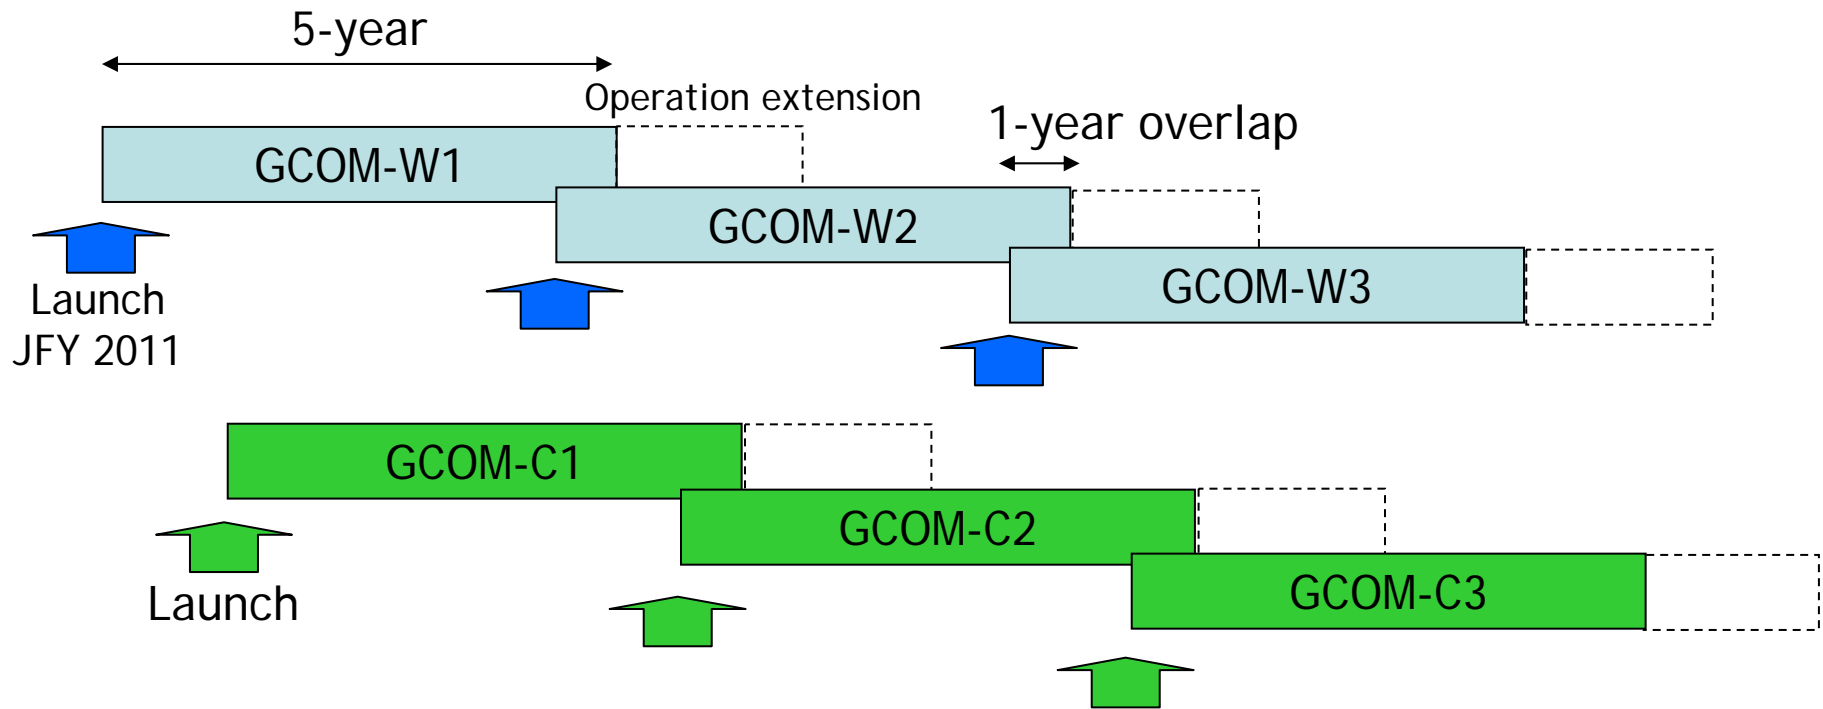 5-year
Operation extension
1-year overlap
GCOM-W1
GCOM-W2
GCOM-W3
Launch
JFY 2011
GCOM-C1
GCOM-C2
GCOM-C3
Launch